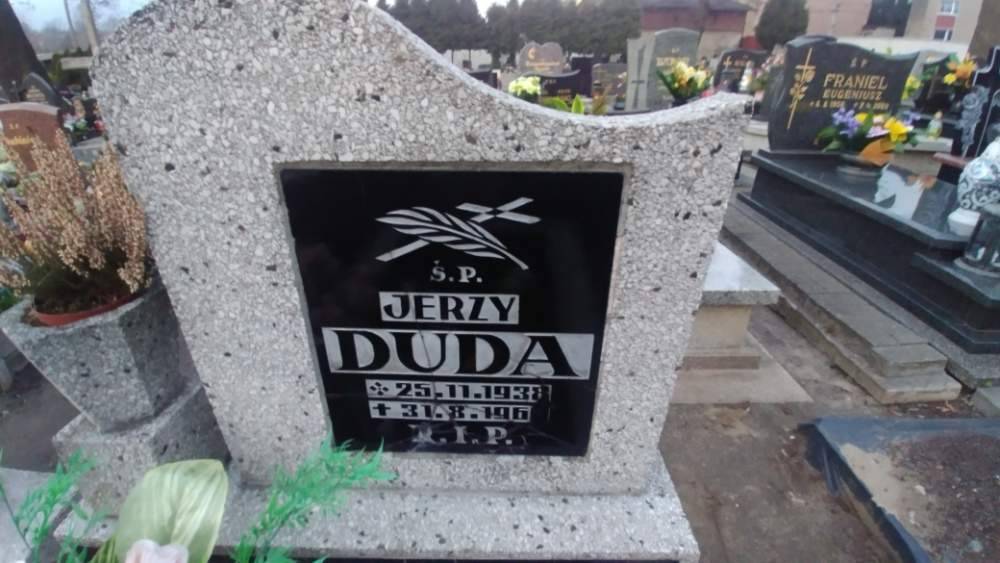 Ś.P.
JERZY
DUDA
25.11.1938
31.8.196
R.I.P.
Ś P
FRANIEL
EUGENIUSZ